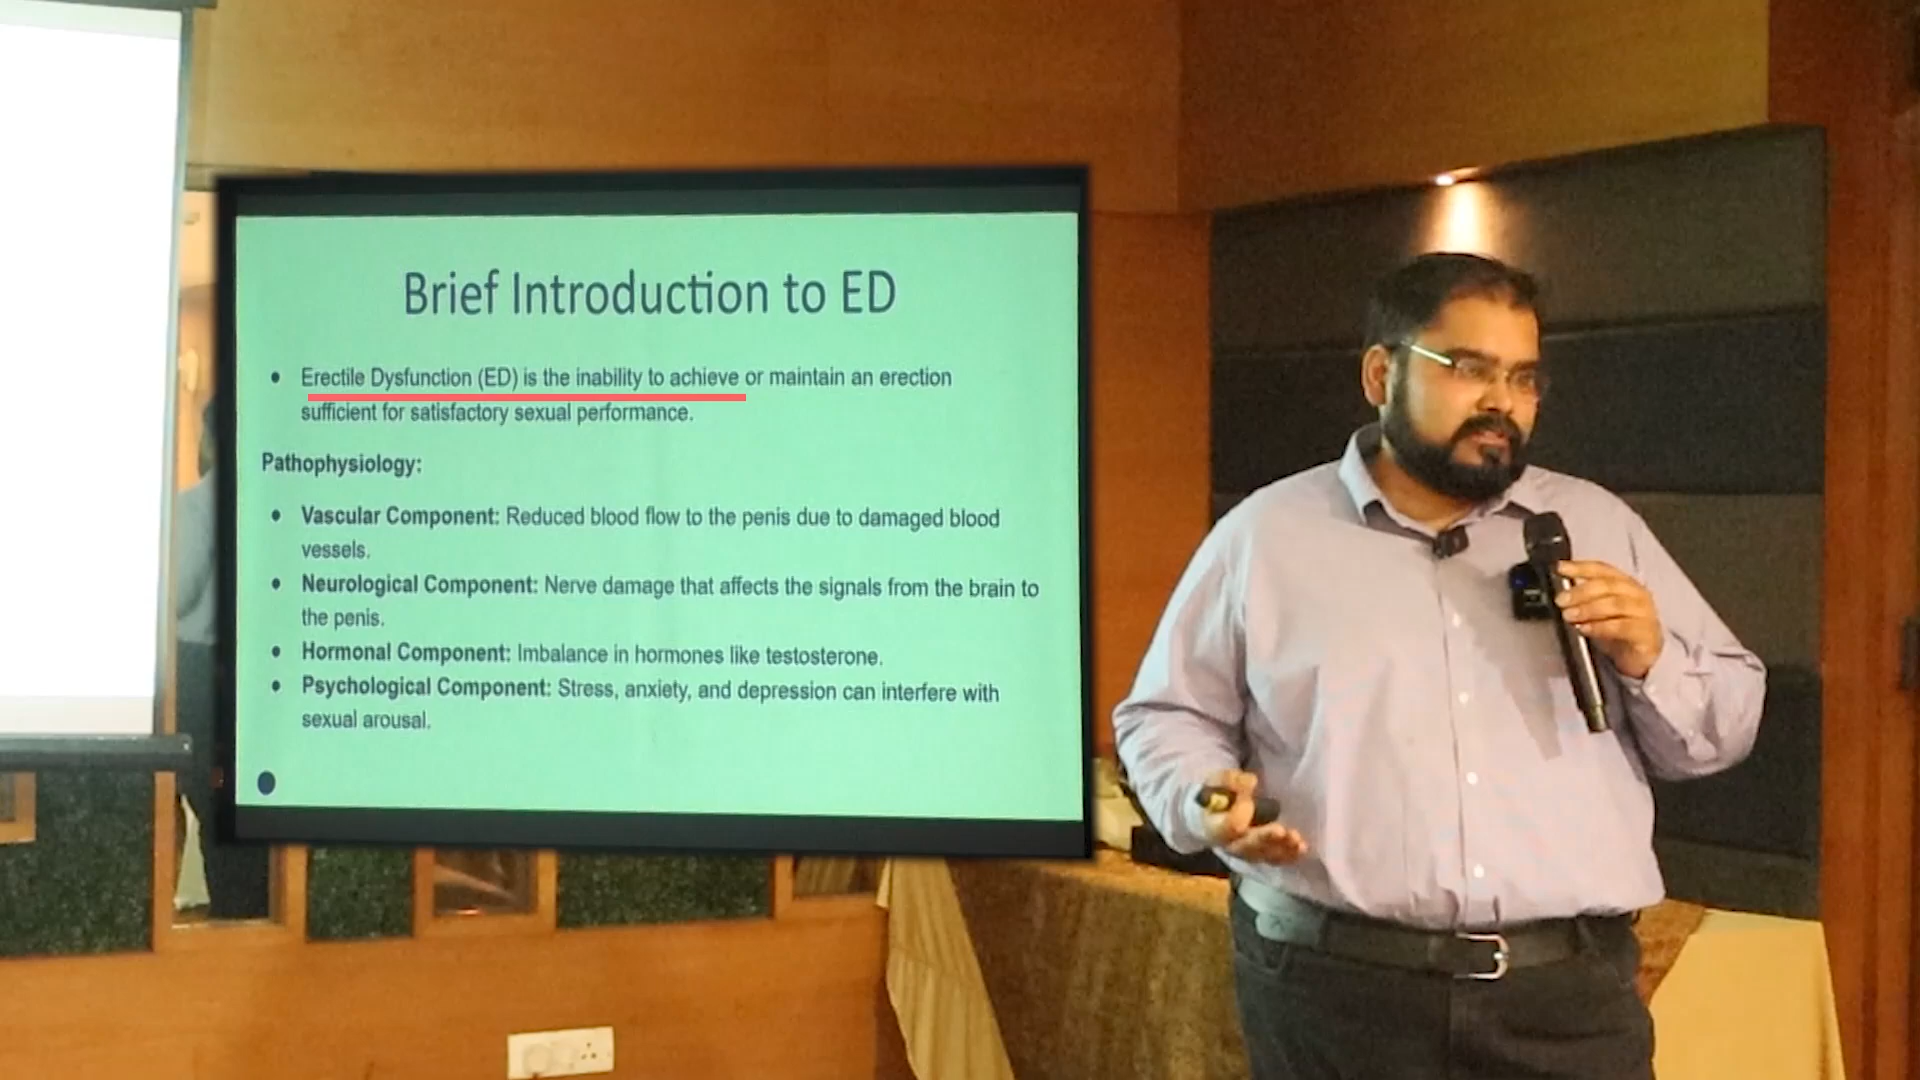 Brief Introduction to ED
• Erectile Dysfunction (ED) is the inability to achieve or maintain an erection
sufficient for satisfactory sexual performance.
Pathophysiology:
• Vascular Component: Reduced blood flow to the penis due to damaged blood
vessels.
• Neurological Component: Nerve damage that affects the signals from the brain to
the penis.
• Hormonal Component: Imbalance in hormones like testosterone.
• Psychological Component: Stress, anxiety, and depression can interfere with
sexual arousal.